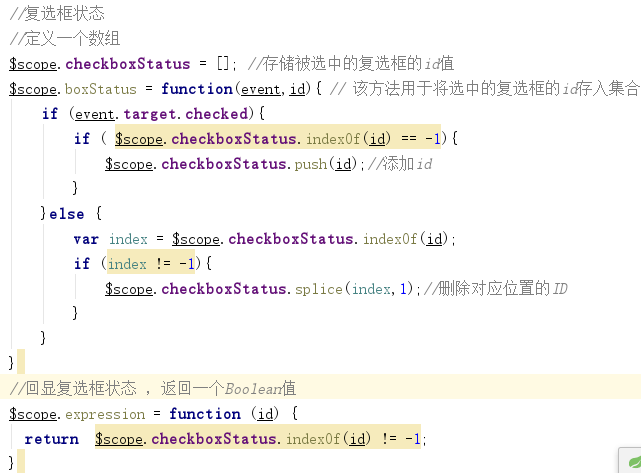 //复选框状态
//定义一个数组
$scope.checkboxStatus = []; //存储被选中的复选框的id值
$scope.boxStatus = function(event,id){ // 该方法用于将选中的复选框的id存入集合
if (event.target.checked){
if ( $scope.checkboxStatus.indexOf(id) == -1){
$scope.checkboxStatus.push(id);//添加id
}
}else {
var index = $scope.checkboxStatus.indexOf(id);
if (index != -1){
$scope.checkboxStatus.splice(index,1);//删除对应位置的ID
}
}
}
//回显复选框状态 ，返回一个Boolean值
$scope.expression = function (id) {
return $scope.checkboxStatus.indexOf(id) != -1;
}